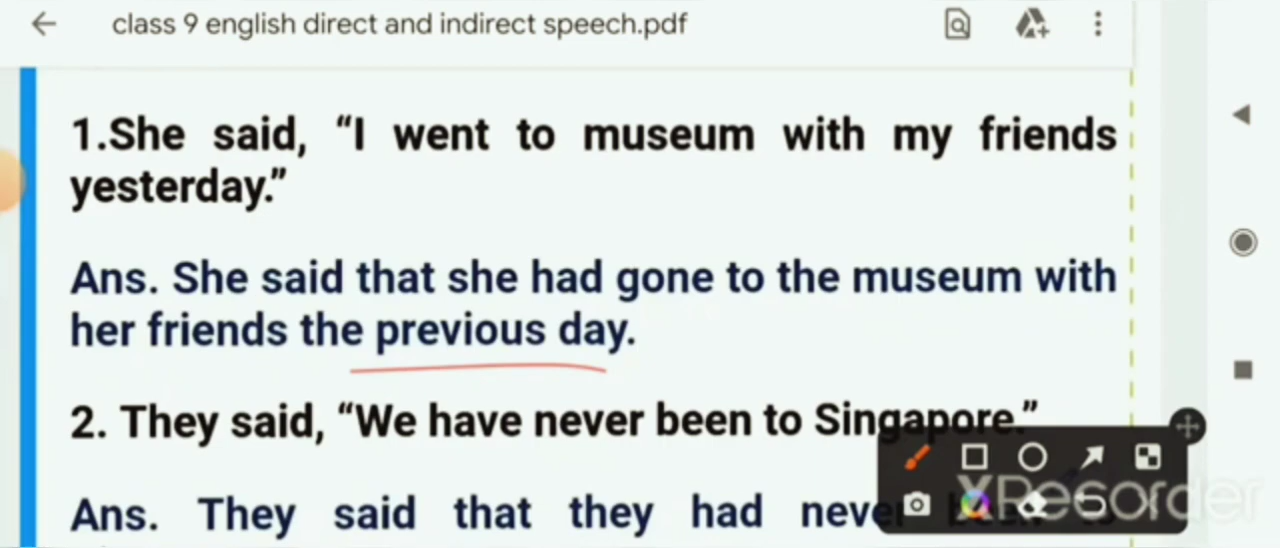 class 9 english direct and indirect speech.pdf
1.She said, “I went to museum with my friends
yesterday.”
Ans. She said that she had gone to the museum with
her friends the previous day.
2. They said, “We have never been to Singapore.”
Ans. They said that they had never
XRecorder